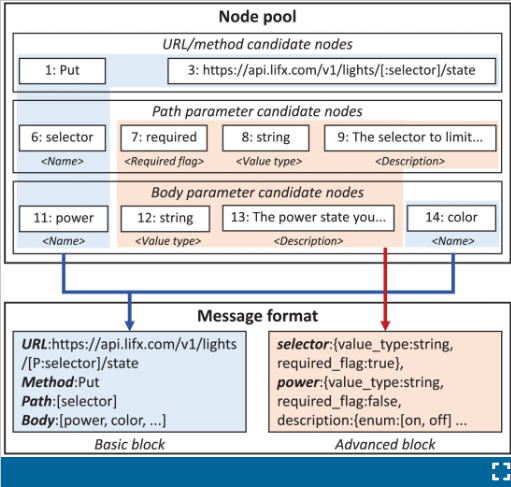 Node pool
URL/method candidate nodes
1: Put
3: https://api.lifx.com/v1/lights/[:selector]/state
Path parameter candidate nodes
6: selector
7: required
8: string
9: The selector to limit...
<Name>
<Required flag>
<Value type>
<Description>
Body parameter candidate nodes
11: power
12: string
13: The power state you...
14: color
<Name>
<Value type>
<Description>
<Name>
Message format
URL:https://api.lifx.com/v1/lights
/[P:selector]/state
Method:Put
Path:[selector]
Body:[power, color, ...]
Basic block
selector:{value_type:string,
required_flag:true},
power:{value_type:string,
required_flag:false,
description:{enum:[on, off] ...
Advanced block